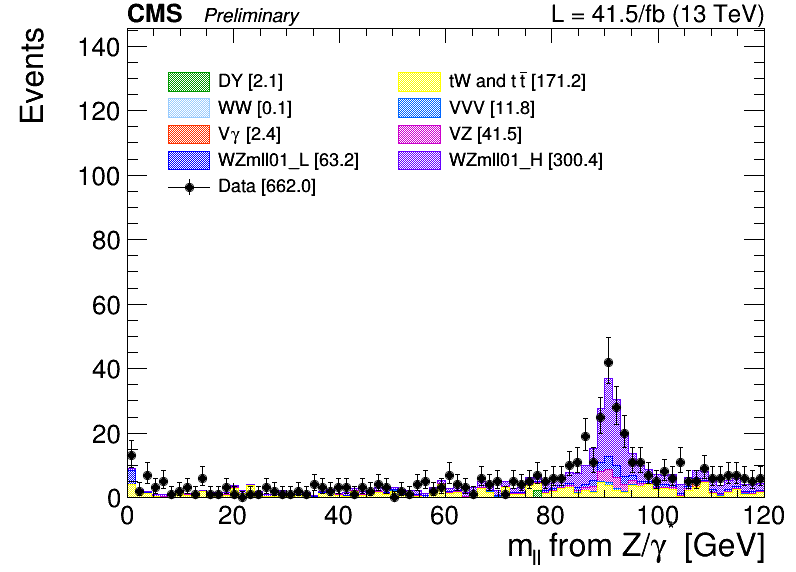 CMS Preliminary L = 41.5/fb (13 TeV)
Events
140
120
100
80
60
40
20
0
DY [2.1]
WW [0.1]
Vγ [2.4]
WZmll01_L [63.2]
Data [662.0]
tW and tt̅ [171.2]
VVV [11.8]
VZ [41.5]
WZmll01_H [300.4]
0 20 40 60 80 100 120
m_ll from Z/γ* [GeV]